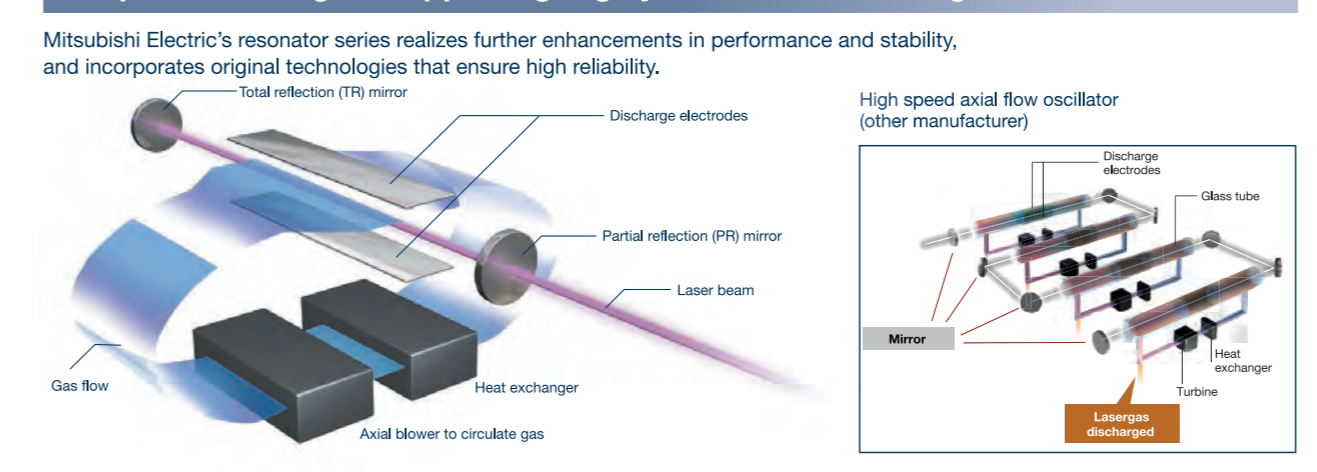 Mitsubishi Electric's resonator series realizes further enhancements in performance and stability,
and incorporates original technologies that ensure high reliability.
Total reflection (TR) mirror
Discharge electrodes
Partial reflection (PR) mirror
Laser beam
Gas flow
Heat exchanger
Axial blower to circulate gas
High speed axial flow oscillator
(other manufacturer)
Discharge
electrodes
Glass tube
Mirror
Heat
exchanger
Turbine
Lasergas
discharged